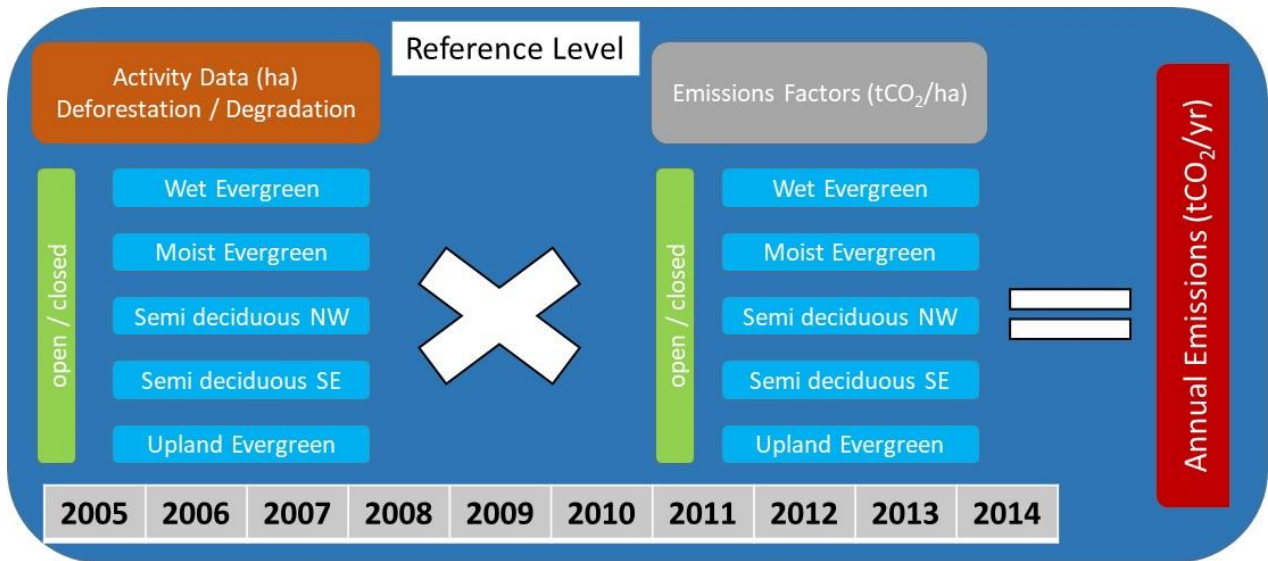 Reference Level
Activity Data (ha)
Deforestation / Degradation
open / closed
Wet Evergreen
Moist Evergreen
Semi deciduous NW
Semi deciduous SE
Upland Evergreen
Emissions Factors (tCO₂/ha)
open / closed
Wet Evergreen
Moist Evergreen
Semi deciduous NW
Semi deciduous SE
Upland Evergreen
Annual Emissions (tCO₂/yr)
2005 2006 2007 2008 2009 2010 2011 2012 2013 2014